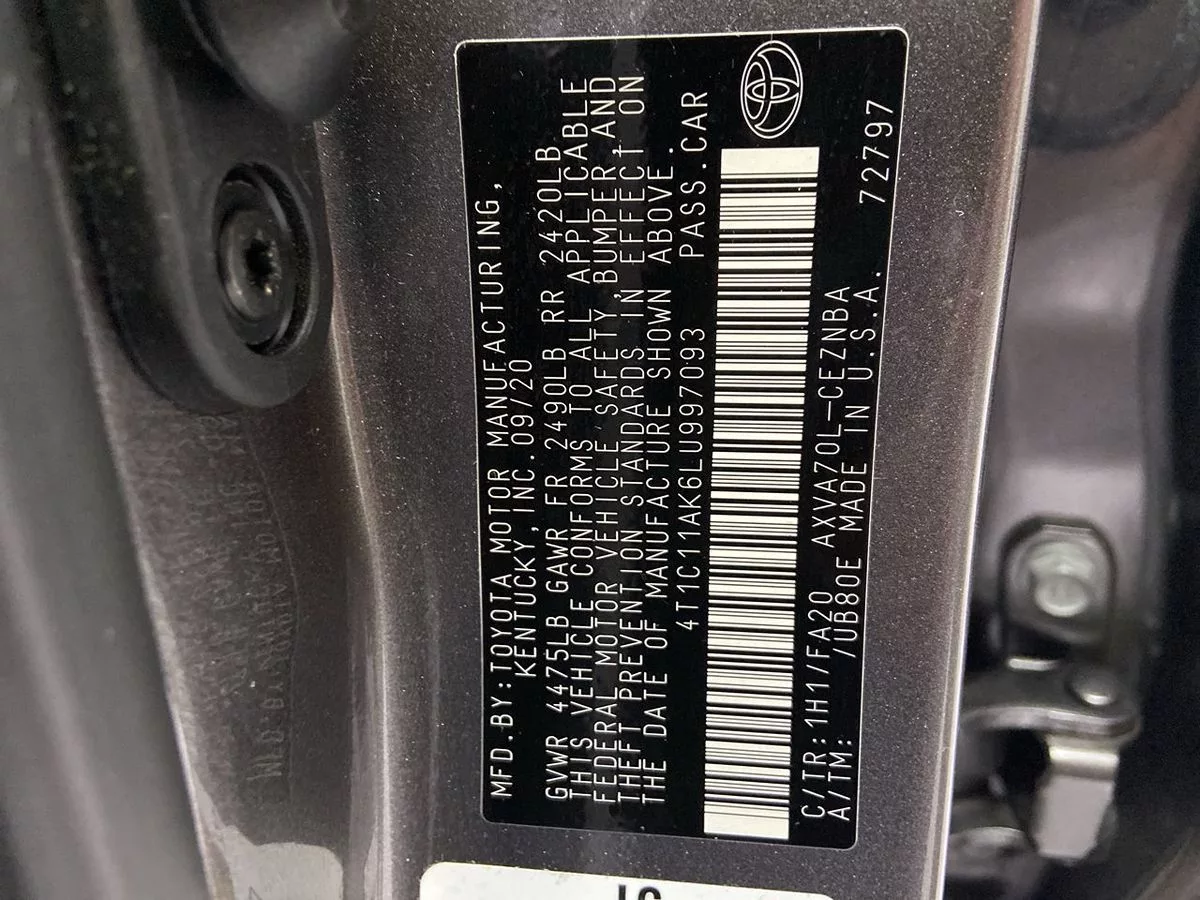 MFD.BY:TOYOTA MOTOR MANUFACTURING,
KENTUCKY, INC.09/20
GVWR 4475LB GAWR FR 2490LB RR 2420LB
THIS VEHICLE CONFORMS TO ALL APPLICABLE
FEDERAL MOTOR VEHICLE SAFETY,BUMPER,AND
THEFT PREVENTION STANDARDS IN EFFECT ON
THE DATE OF MANUFACTURE SHOWN ABOVE.
4T1C11AK6LU997093 PASS.CAR
C/TR:1H1/FA20 AXVA70L-CEZNBA
A/TM: /UB80E MADE IN U.S.A. 72797